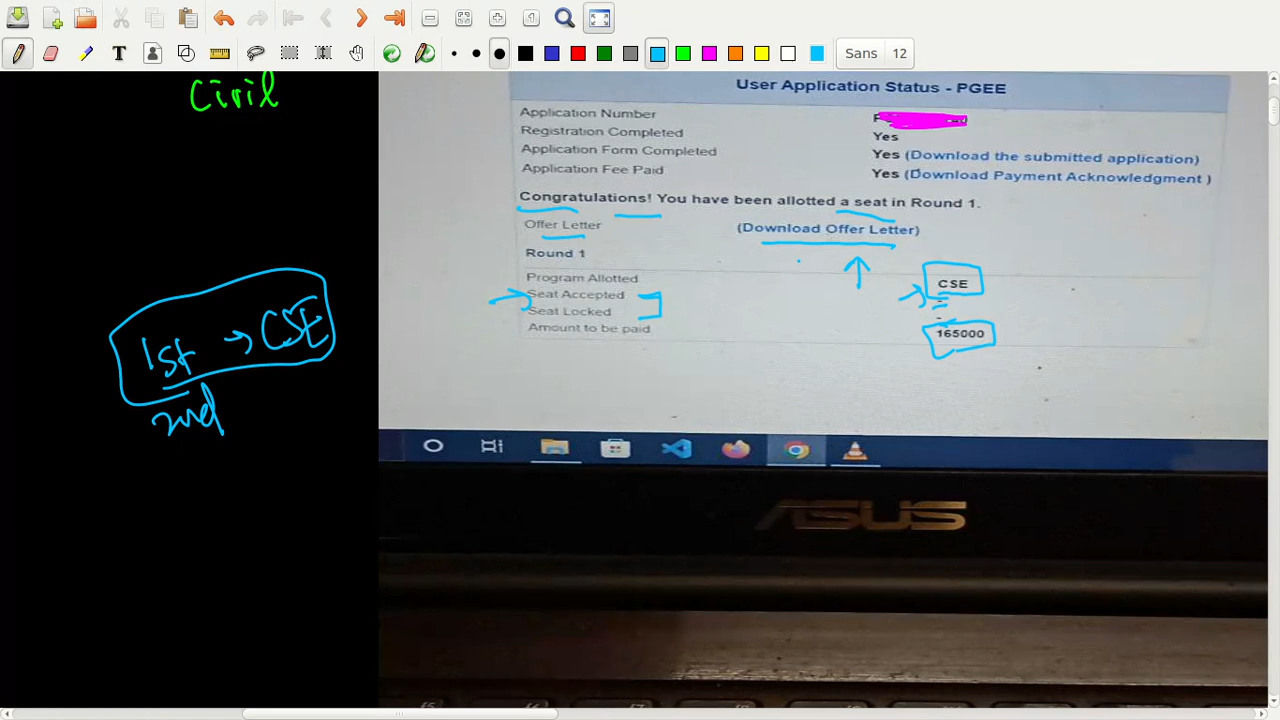 Sans 12
Civil
User Application Status - PGEE
Application Number
Registration Completed Yes
Application Form Completed Yes (Download the submitted application)
Application Fee Paid Yes (Download Payment Acknowledgment )
Congratulations! You have been allotted a seat in Round 1.
Offer Letter (Download Offer Letter)
Round 1
Program Allotted CSE
Seat Accepted -
Seat Locked -
Amount to be paid 165000
1st → CSE
2nd
ASUS